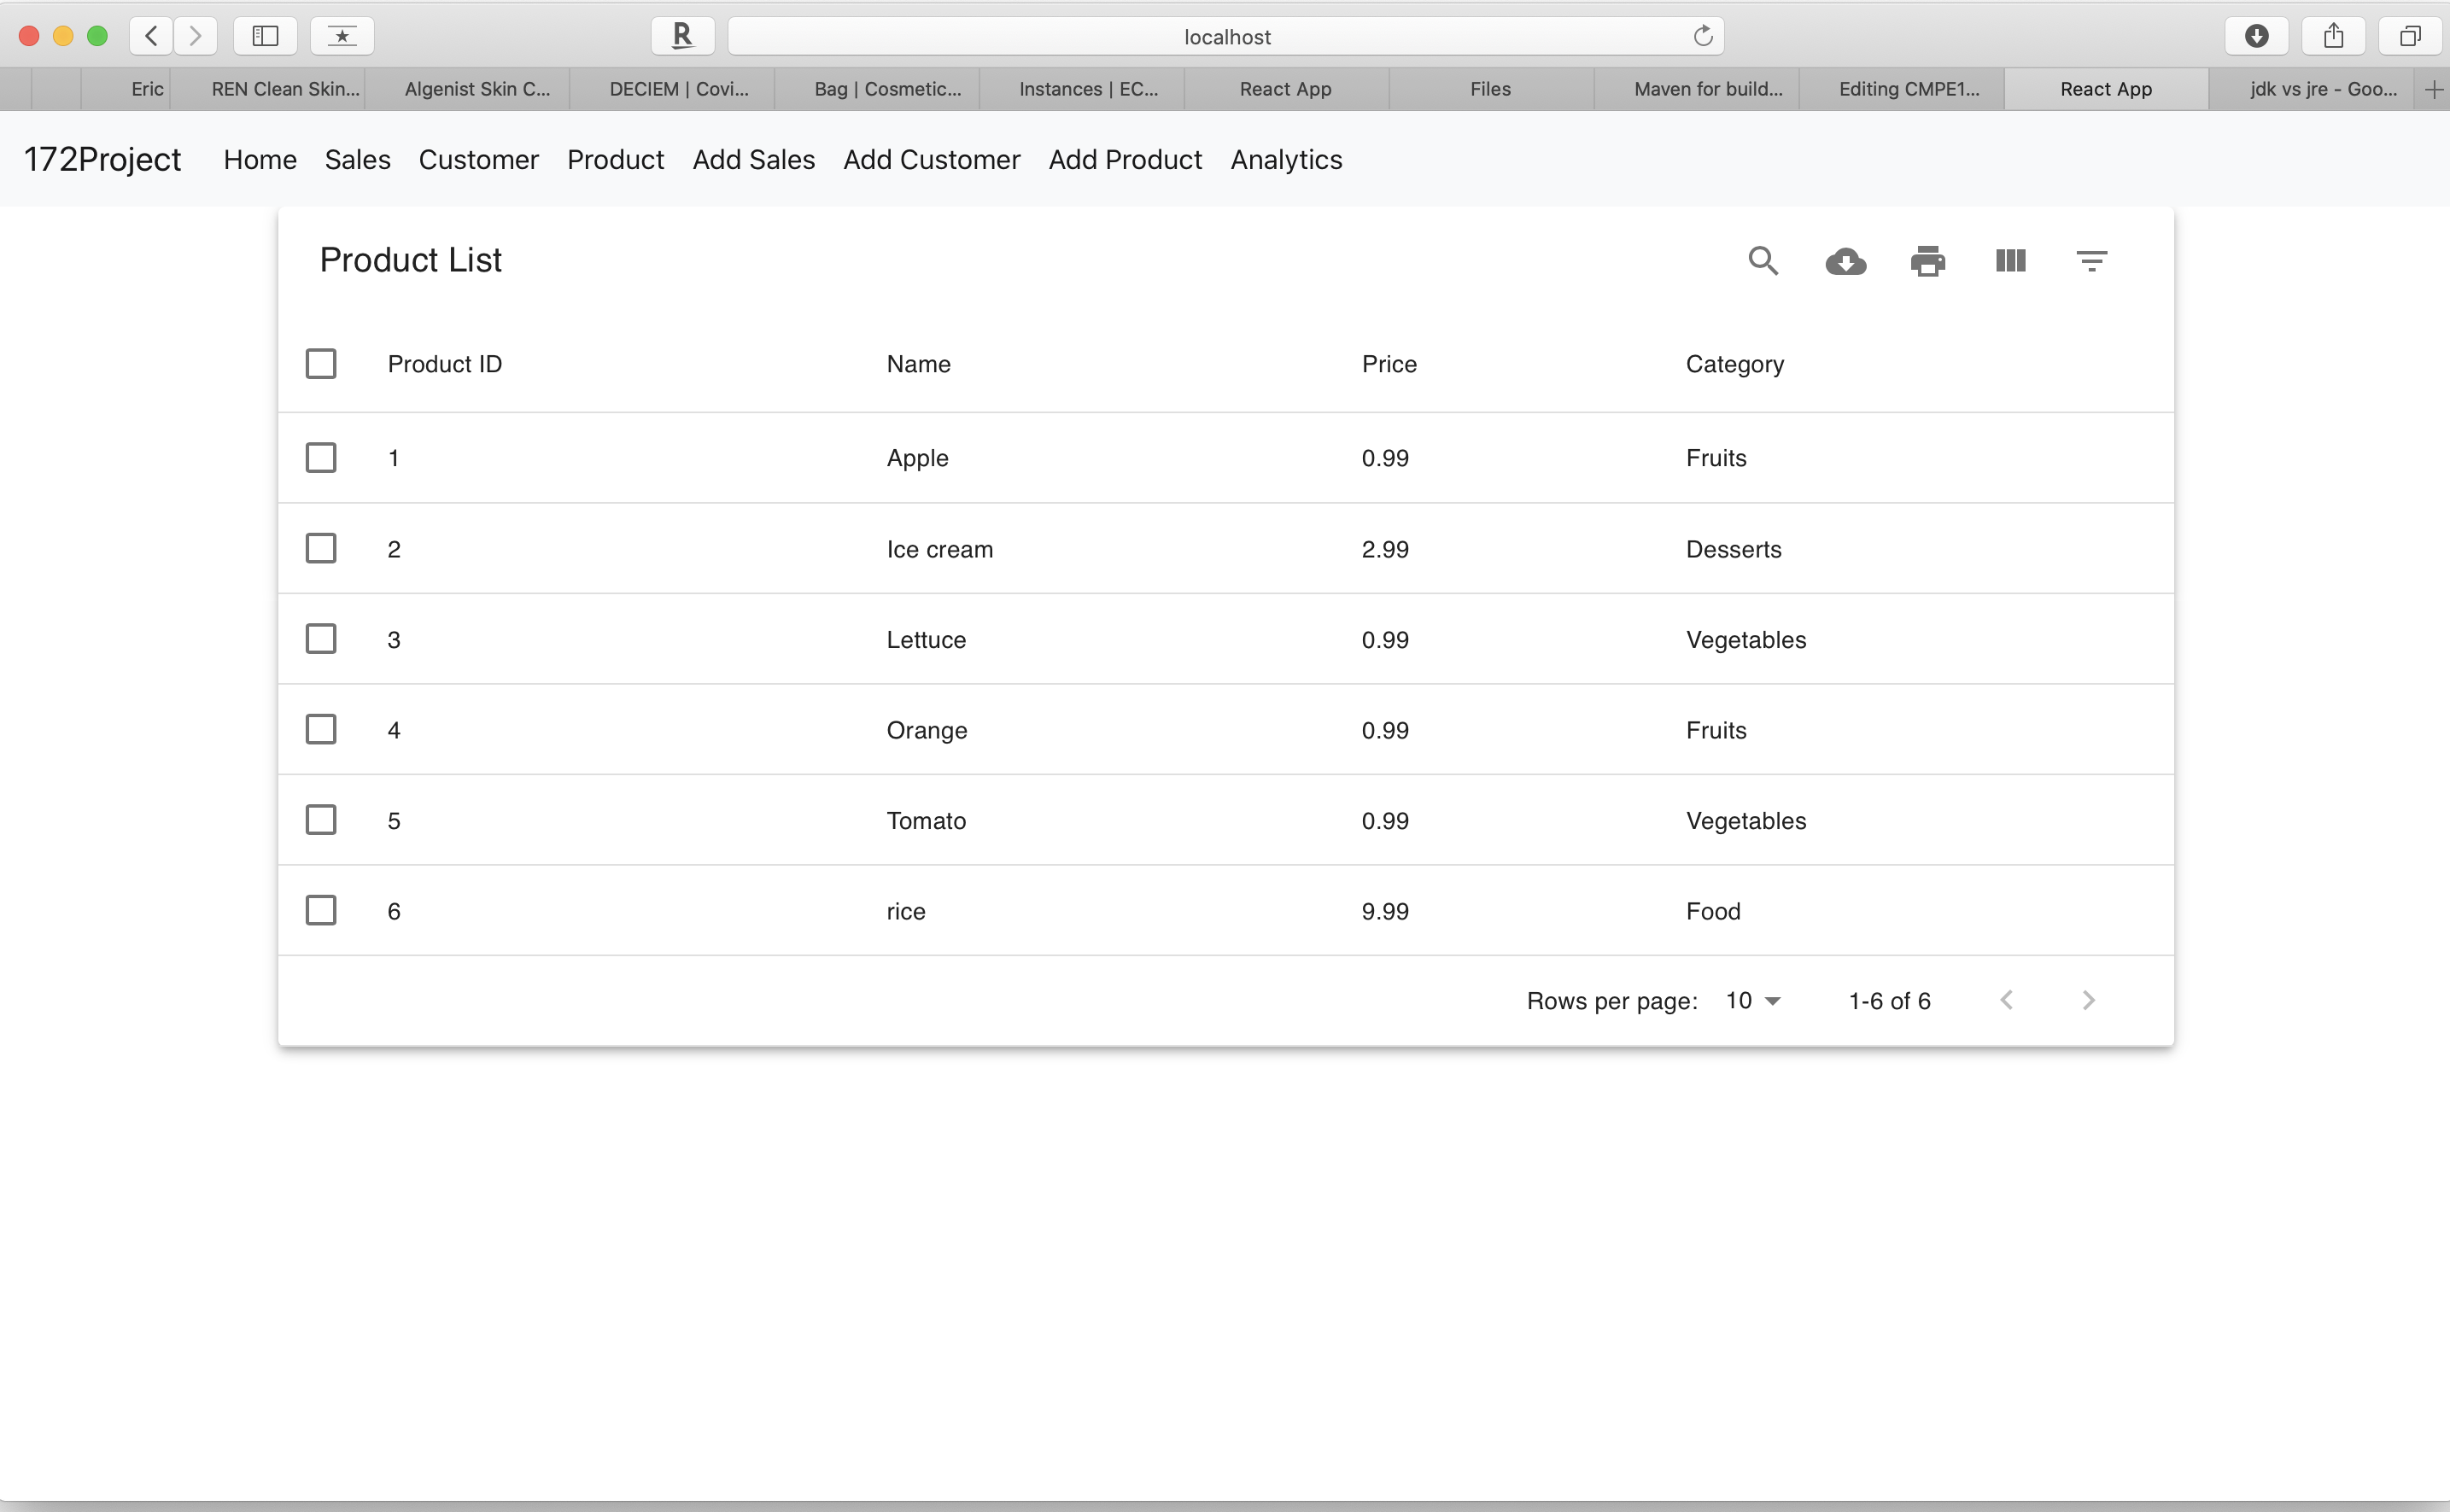 R localhost
Eric REN Clean Skin... Algenist Skin C... DECIEM | Covi... Bag | Cosmetic... Instances | EC... React App Files Maven for build... Editing CMPE1... React App jdk vs jre - Goo...
172Project Home Sales Customer Product Add Sales Add Customer Add Product Analytics
Product List
Product ID Name Price Category
1 Apple 0.99 Fruits
2 Ice cream 2.99 Desserts
3 Lettuce 0.99 Vegetables
4 Orange 0.99 Fruits
5 Tomato 0.99 Vegetables
6 rice 9.99 Food
Rows per page: 10 1-6 of 6